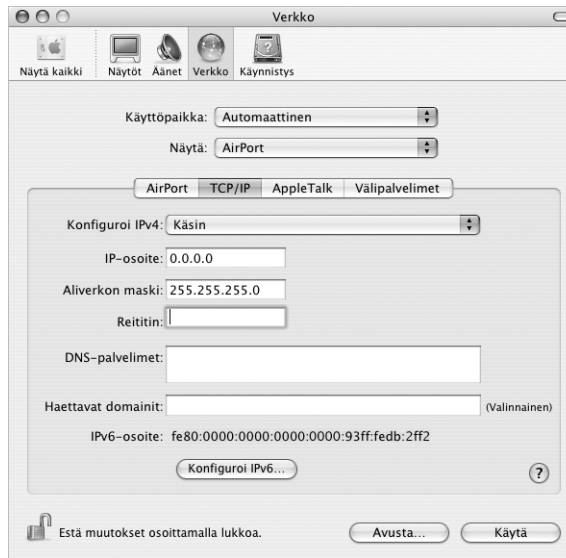 Verkko
Näytä kaikki Näytöt Äänet Verkko Käynnistys
Käyttöpaikka: Automaattinen
Näytä: AirPort
AirPort TCP/IP AppleTalk Välipalvelimet
Konfiguroi IPv4: Käsin
IP-osoite: 0.0.0.0
Aliverkon maski: 255.255.255.0
Reititin:
DNS-palvelimet:
Haettavat domainit: (Valinnainen)
IPv6-osoite: fe80:0000:0000:0000:0000:93ff:fedb:2ff2
Konfiguroi IPv6... ?
Estä muutokset osoittamalla lukkoa. Avusta... Käytä